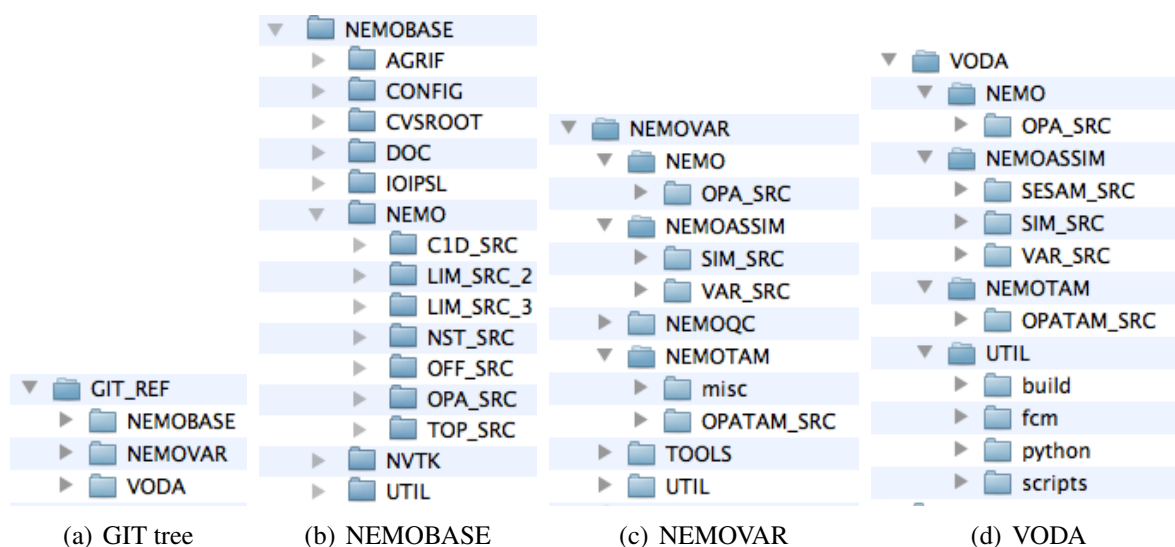 GIT_REF
NEMOBASE
NEMOVAR
VODA
(a) GIT tree
NEMOBASE
AGRIF
CONFIG
CVSROOT
DOC
IOIPSL
NEMO
C1D_SRC
LIM_SRC_2
LIM_SRC_3
NST_SRC
OFF_SRC
OPA_SRC
TOP_SRC
NVTK
UTIL
(b) NEMOBASE
NEMOVAR
NEMO
OPA_SRC
NEMOASSIM
SIM_SRC
VAR_SRC
NEMOQC
NEMOTAM
misc
OPATAM_SRC
TOOLS
UTIL
(c) NEMOVAR
VODA
NEMO
OPA_SRC
NEMOASSIM
SESAM_SRC
SIM_SRC
VAR_SRC
NEMOTAM
OPATAM_SRC
UTIL
build
fcm
python
scripts
(d) VODA